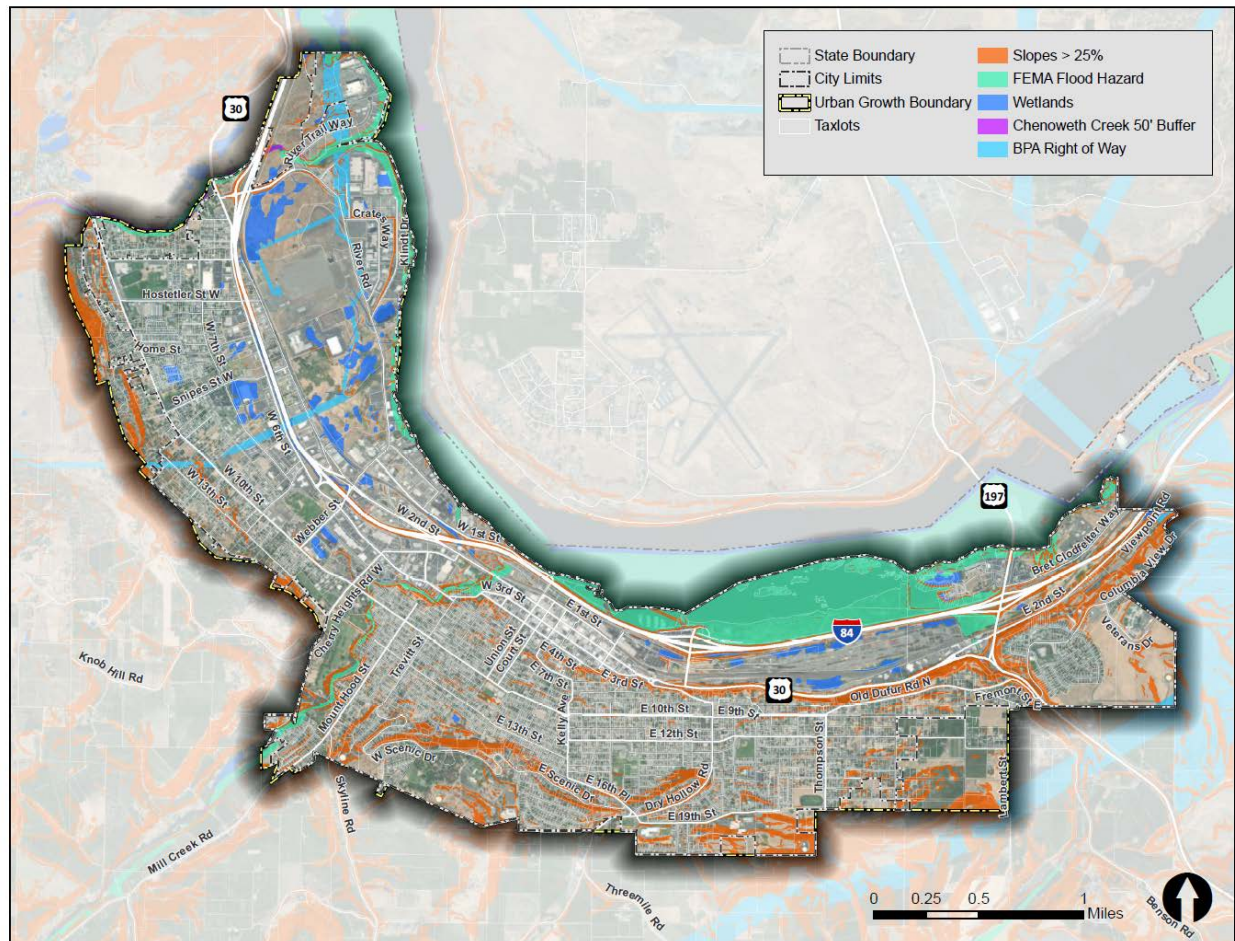 State Boundary
City Limits
Urban Growth Boundary
Taxlots
Slopes > 25%
FEMA Flood Hazard
Wetlands
Chenoweth Creek 50' Buffer
BPA Right of Way
30
River Trail Way
Crates Way
Klindt Dr
River Rd
Hostetler St W
W 7th St
Home St
Snipes St W
W 6th St
W 10th St
W 13th St
Webber St
W 2nd St
W 1st St
197
Bret Clodfelter Way
Viewpoint Rd
E 2nd St
Columbia View Dr
Veterans Dr
W 3rd St
E 1st St
84
Cherry Heights Rd W
Trevitt St
Union St
Court St
E 4th St
E 3rd St
E 7th St
30
Old Dufur Rd N
Fremont St E
Knob Hill Rd
Mount Hood St
Kelly Ave
E 10th St
E 9th St
E 12th St
E 13th St
Thompson St
W Scenic Dr
E Scenic Dr
E 16th Pl
Dry Hollow Rd
E 19th St
Lambert St
Skyline Rd
Mill Creek Rd
Threemile Rd
Benson Rd
0 0.25 0.5 1
Miles